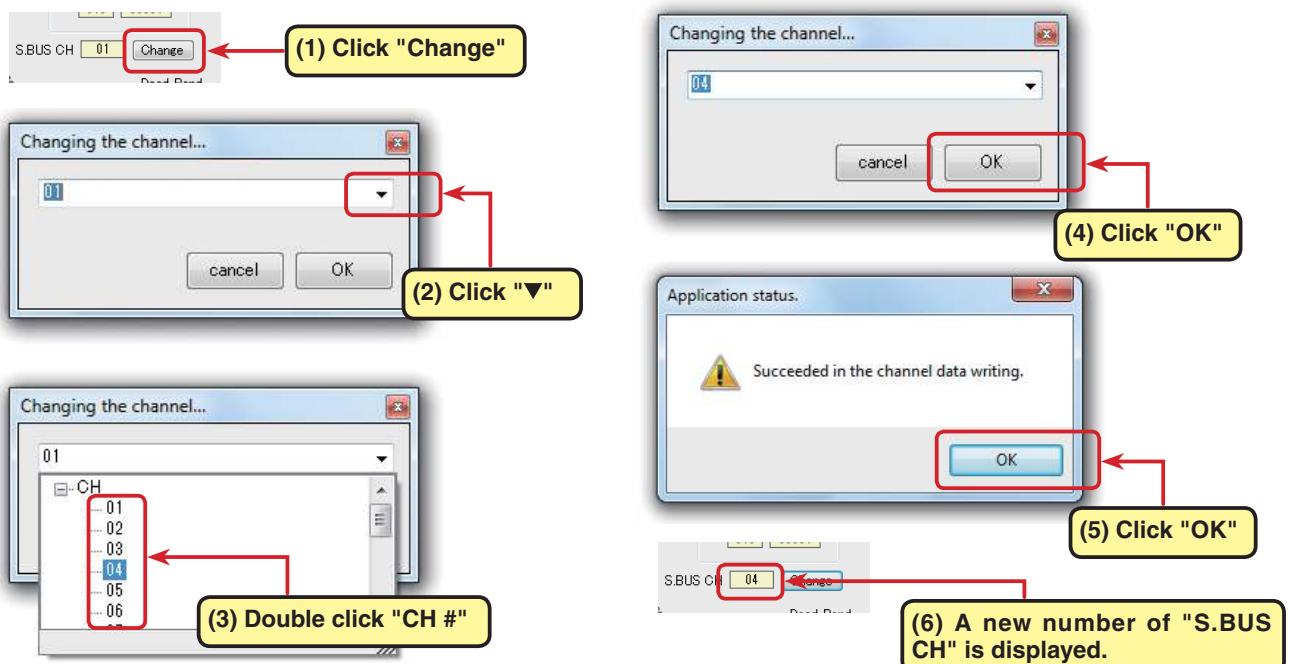 S.BUS CH 01 Change
(1) Click "Change"
Changing the channel...
01
cancel OK
(2) Click "▼"
Changing the channel...
01
CH
01
02
03
04
05
06
(3) Double click "CH #"
Changing the channel...
04
cancel OK
(4) Click "OK"
Application status.
Succeeded in the channel data writing.
OK
(5) Click "OK"
S.BUS CH 04 Change
(6) A new number of "S.BUS
CH" is displayed.